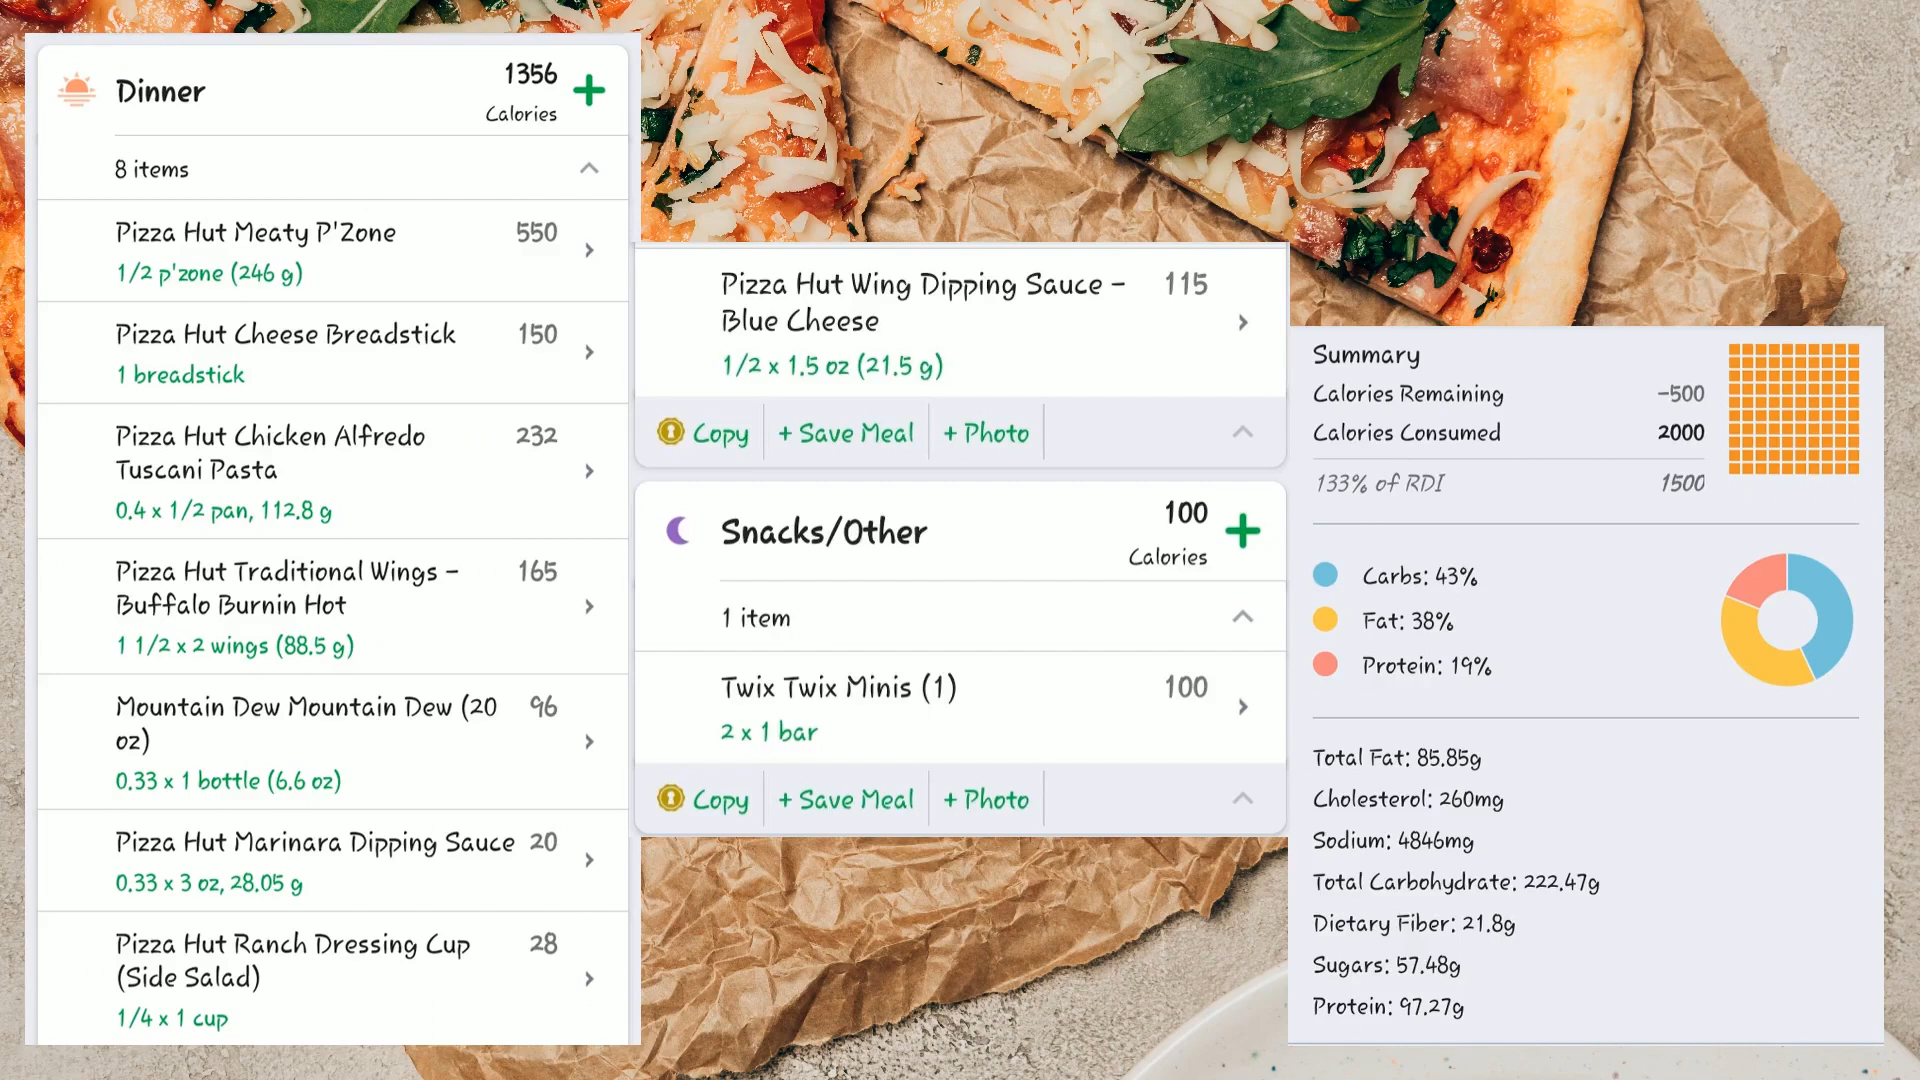 Dinner
1356
Calories
8 items
Pizza Hut Meaty P'Zone
550
1/2 p'zone (246 g)
Pizza Hut Cheese Breadstick
150
1 breadstick
Pizza Hut Chicken Alfredo
232
Tuscani Pasta
0.4 x 1/2 pan, 112.8 g
Pizza Hut Traditional Wings -
165
Buffalo Burnin Hot
1 1/2 x 2 wings (88.5 g)
Mountain Dew Mountain Dew (20
96
oz)
0.33 x 1 bottle (6.6 oz)
Pizza Hut Marinara Dipping Sauce
20
0.33 x 3 oz, 28.05 g
Pizza Hut Ranch Dressing Cup
28
(Side Salad)
1/4 x 1 cup
Pizza Hut Wing Dipping Sauce -
115
Blue Cheese
1/2 x 1.5 oz (21.5 g)
Copy
+ Save Meal
+ Photo
Snacks/Other
100
Calories
1 item
Twix Twix Minis (1)
100
2 x 1 bar
Copy
+ Save Meal
+ Photo
Summary
Calories Remaining
-500
Calories Consumed
2000
133% of RDI
1500
Carbs: 43%
Fat: 38%
Protein: 19%
Total Fat: 85.85g
Cholesterol: 260mg
Sodium: 4846mg
Total Carbohydrate: 222.47g
Dietary Fiber: 21.8g
Sugars: 57.48g
Protein: 97.27g